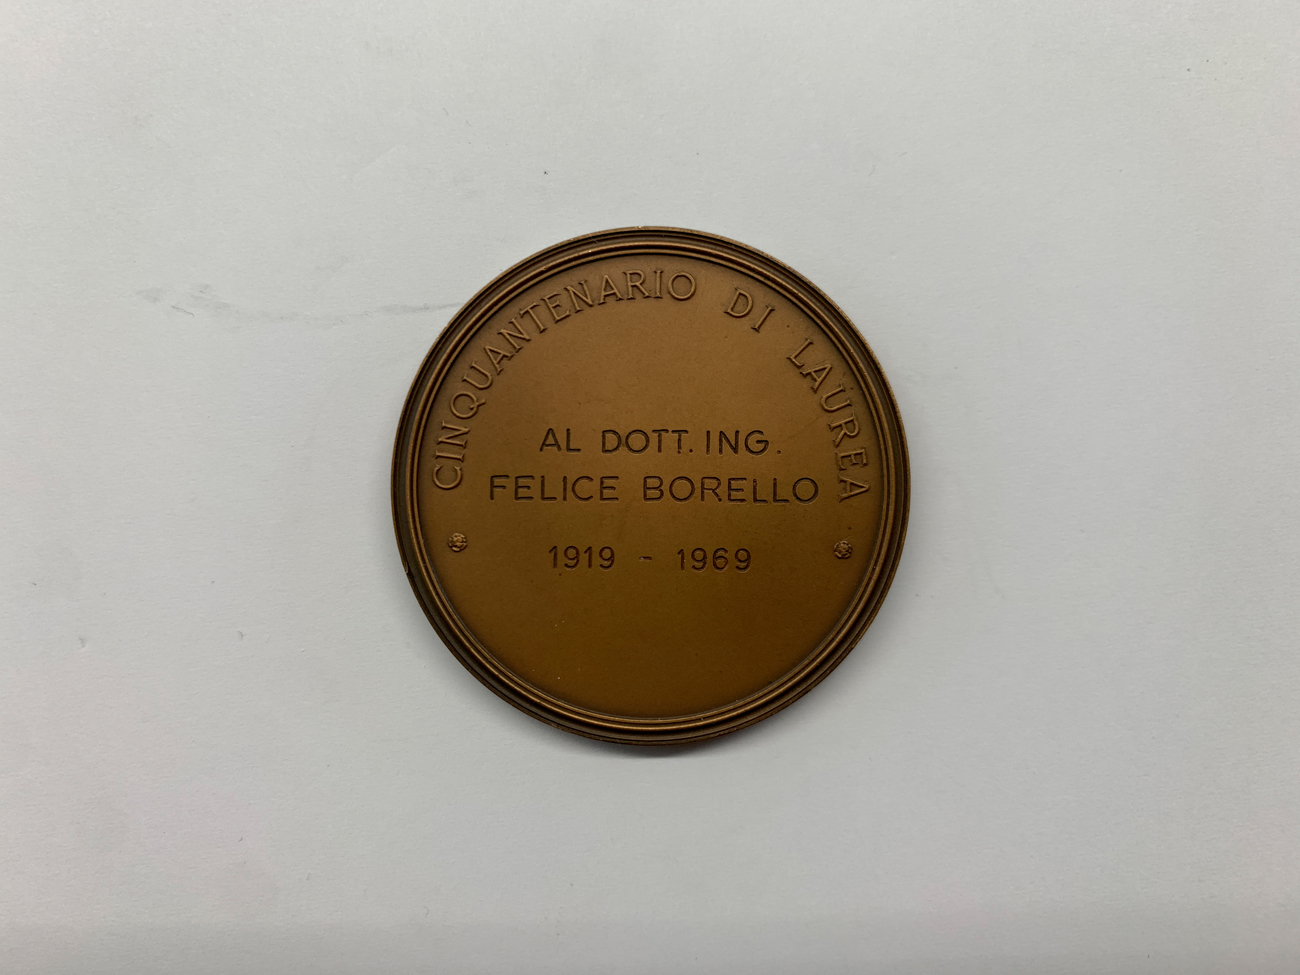 CINQUANTENARIO DI LAUREA
AL DOTT. ING.
FELICE BORELLO
1919 - 1969